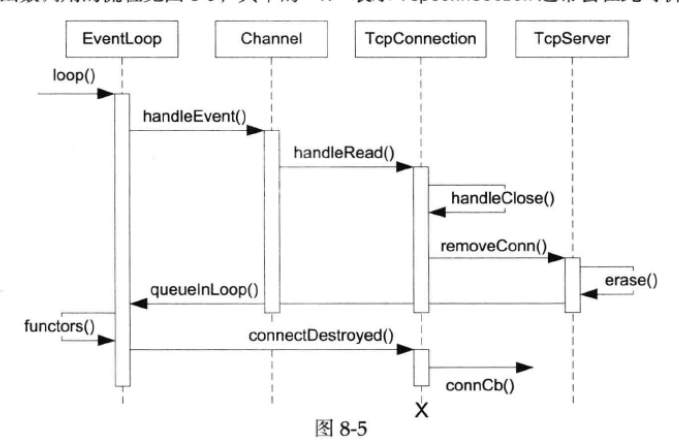 EventLoop
Channel
TcpConnection
TcpServer
loop()
handleEvent()
handleRead()
handleClose()
removeConn()
erase()
queueInLoop()
functors()
connectDestroyed()
connCb()
X
图 8-5